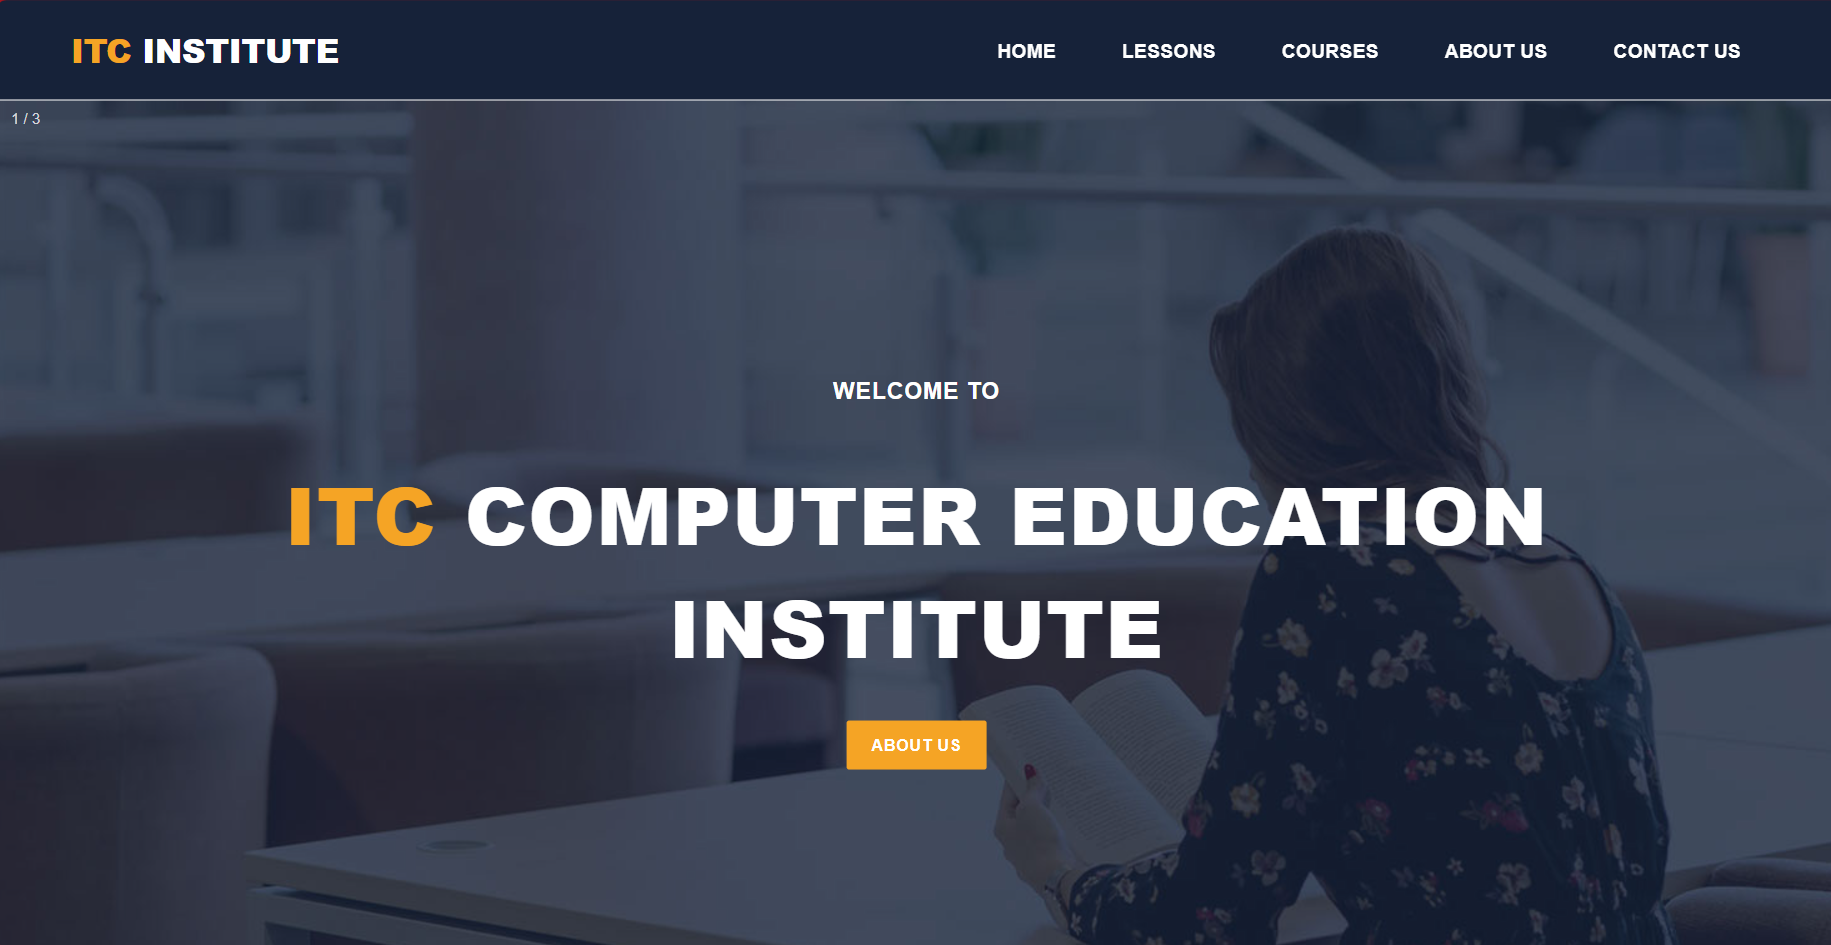 ITC INSTITUTE
HOME LESSONS COURSES ABOUT US CONTACT US
1 / 3
WELCOME TO
ITC COMPUTER EDUCATION
INSTITUTE
ABOUT US